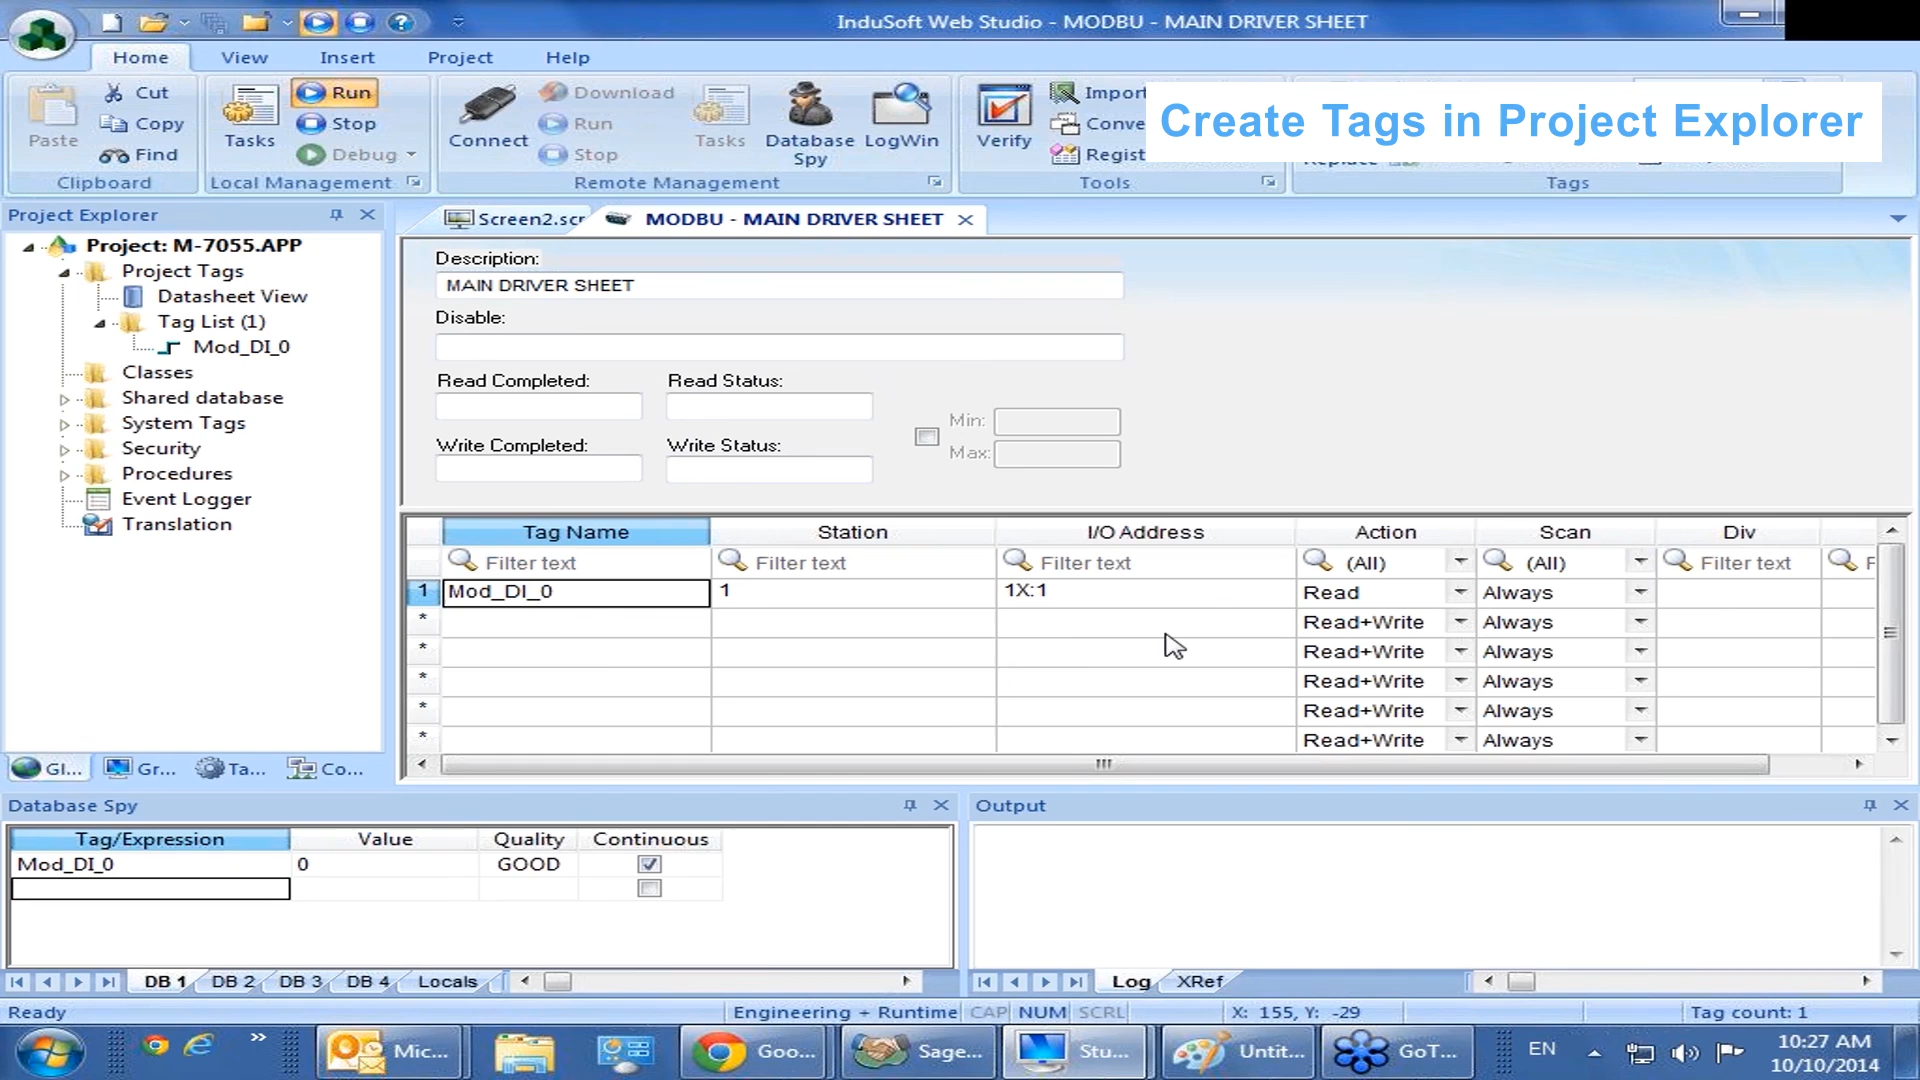 InduSoft Web Studio - MODBU - MAIN DRIVER SHEET
Home View Insert Project Help
Create Tags in Project Explorer
Paste Cut Copy Find
Clipboard
Tasks Run Stop Debug
Local Management
Connect Download Run Stop Tasks Database Spy LogWin
Remote Management
Verify Import Conve Regist
Tools
Replace
Tags
Project Explorer
Project: M-7055.APP
Project Tags
Datasheet View
Tag List (1)
Mod_DI_0
Classes
Shared database
System Tags
Security
Procedures
Event Logger
Translation
Gl... Gr... Ta... Co...
Screen2.scr MODBU - MAIN DRIVER SHEET
Description:
MAIN DRIVER SHEET
Disable:
Read Completed: Read Status:
Write Completed: Write Status:
Min:
Max:
Tag Name Station I/O Address Action Scan Div
Filter text Filter text Filter text (All) (All) Filter text F
1 Mod_DI_0 1 1X:1 Read Always
* Read+Write Always
* Read+Write Always
* Read+Write Always
* Read+Write Always
* Read+Write Always
Database Spy
Tag/Expression Value Quality Continuous
Mod_DI_0 0 GOOD
DB 1 DB 2 DB 3 DB 4 Locals
Output
Log XRef
Ready Engineering + Runtime CAP NUM SCRL X: 155, Y: -29 Tag count: 1
Mic... Goo... Sage... Stu... Untit... GoT... EN
10:27 AM
10/10/2014